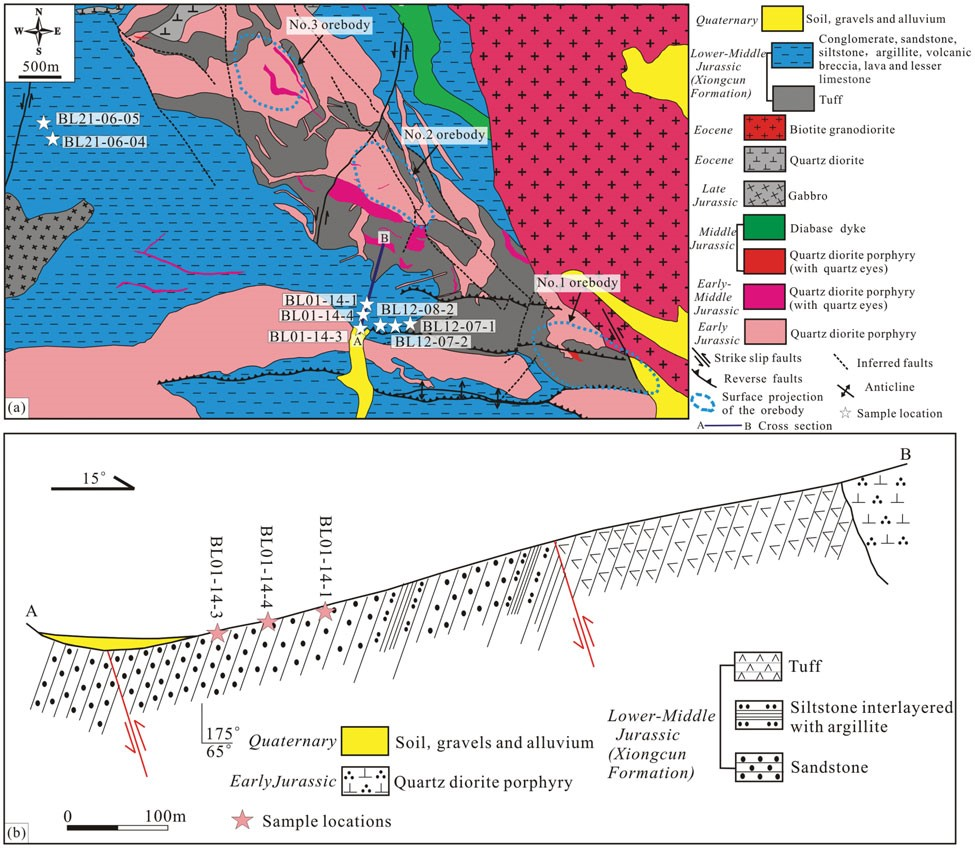 N
W E
S
500m
No.3 orebody
BL21-06-05
BL21-06-04
No.2 orebody
B
No.1 orebody
BL01-14-1
BL01-14-4
BL01-14-3
BL12-08-2
BL12-07-1
BL12-07-2
A
(a)
Quaternary
Soil, gravels and alluvium
Lower-Middle
Jurassic
(Xiongcun
Formation)
Conglomerate, sandstone,
siltstone, argillite, volcanic
breccia, lava and lesser
limestone
Tuff
Eocene
Biotite granodiorite
Eocene
Quartz diorite
Late
Jurassic
Gabbro
Middle
Jurassic
Diabase dyke
Quartz diorite porphyry
(with quartz eyes)
Early-
Middle
Jurassic
Quartz diorite porphyry
(with quartz eyes)
Early
Jurassic
Quartz diorite porphyry
Strike slip faults
Inferred faults
Reverse faults
Anticline
Surface projection
of the orebody
Sample location
A B Cross section
15°
B
A
BL01-14-3
BL01-14-4
BL01-14-1
175°
65°
Quaternary
Soil, gravels and alluvium
EarlyJurassic
Quartz diorite porphyry
Sample locations
Lower-Middle
Jurassic
(Xiongcun
Formation)
Tuff
Siltstone interlayered
with argillite
Sandstone
0 100m
(b)